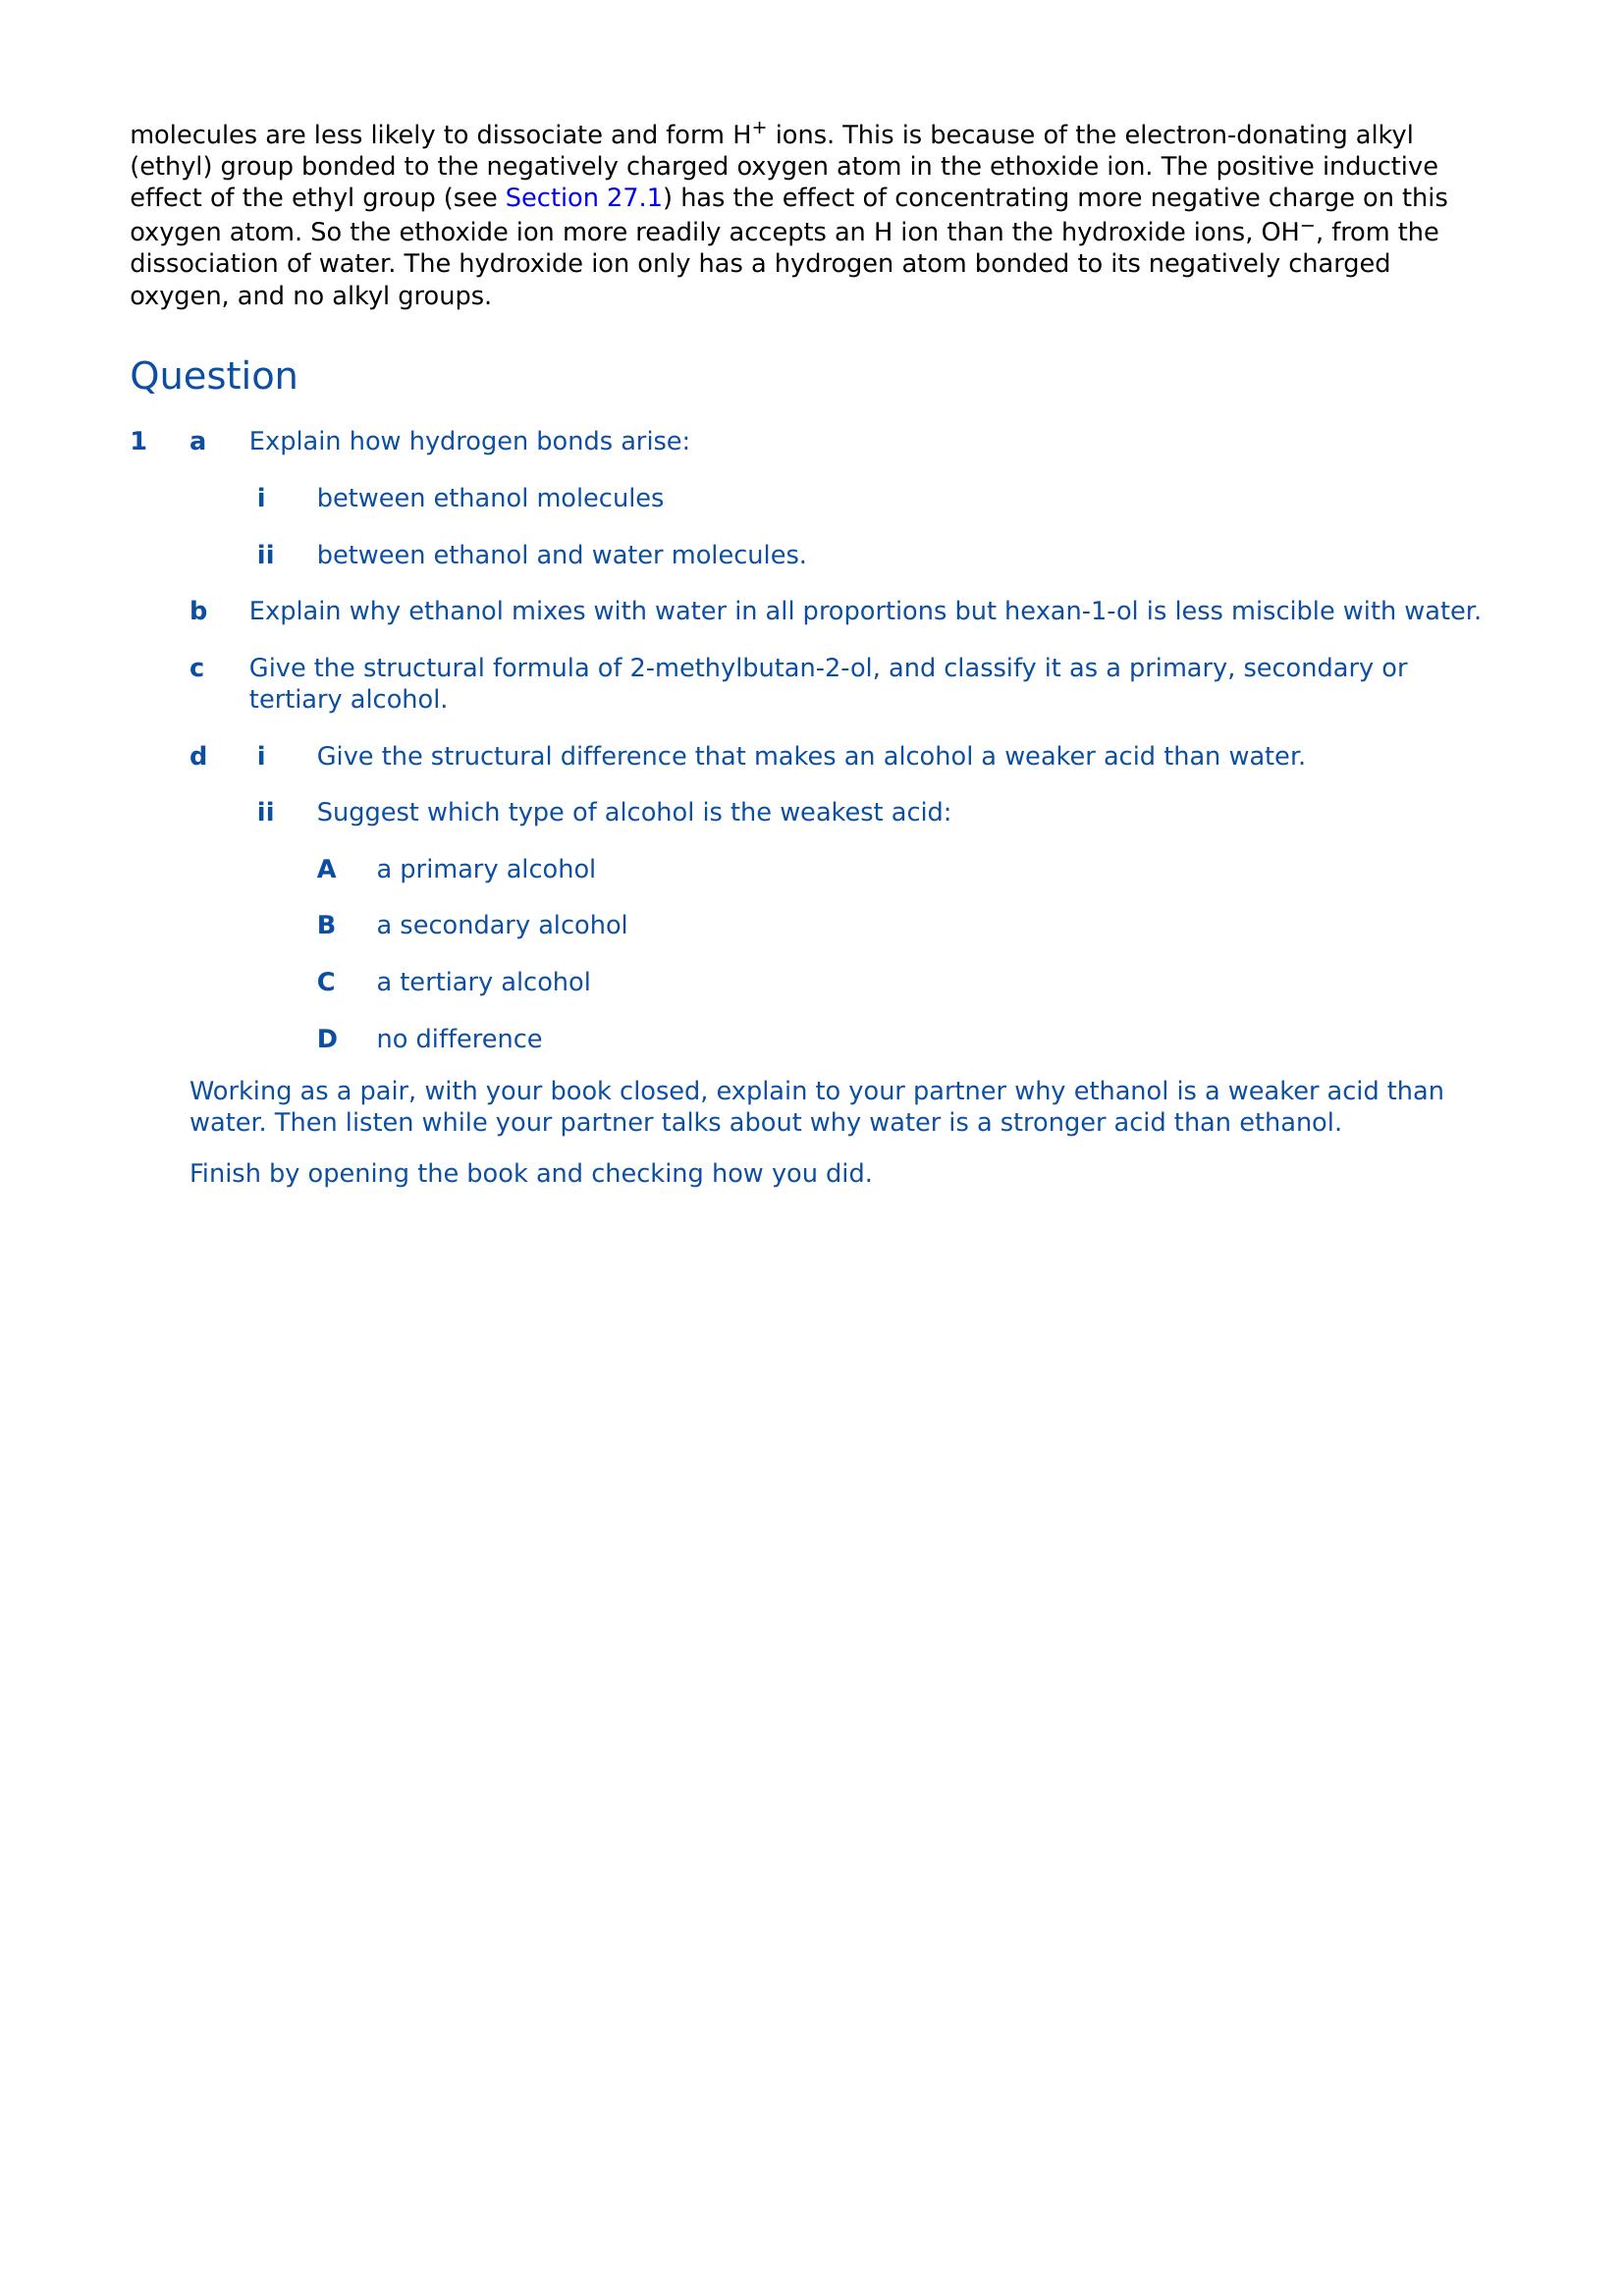 molecules are less likely to dissociate and form H⁺ ions. This is because of the electron-donating alkyl
(ethyl) group bonded to the negatively charged oxygen atom in the ethoxide ion. The positive inductive
effect of the ethyl group (see Section 27.1) has the effect of concentrating more negative charge on this
oxygen atom. So the ethoxide ion more readily accepts an H ion than the hydroxide ions, OH⁻, from the
dissociation of water. The hydroxide ion only has a hydrogen atom bonded to its negatively charged
oxygen, and no alkyl groups.
Question
1 a Explain how hydrogen bonds arise:
i between ethanol molecules
ii between ethanol and water molecules.
b Explain why ethanol mixes with water in all proportions but hexan-1-ol is less miscible with water.
c Give the structural formula of 2-methylbutan-2-ol, and classify it as a primary, secondary or
tertiary alcohol.
d i Give the structural difference that makes an alcohol a weaker acid than water.
ii Suggest which type of alcohol is the weakest acid:
A a primary alcohol
B a secondary alcohol
C a tertiary alcohol
D no difference
Working as a pair, with your book closed, explain to your partner why ethanol is a weaker acid than
water. Then listen while your partner talks about why water is a stronger acid than ethanol.
Finish by opening the book and checking how you did.